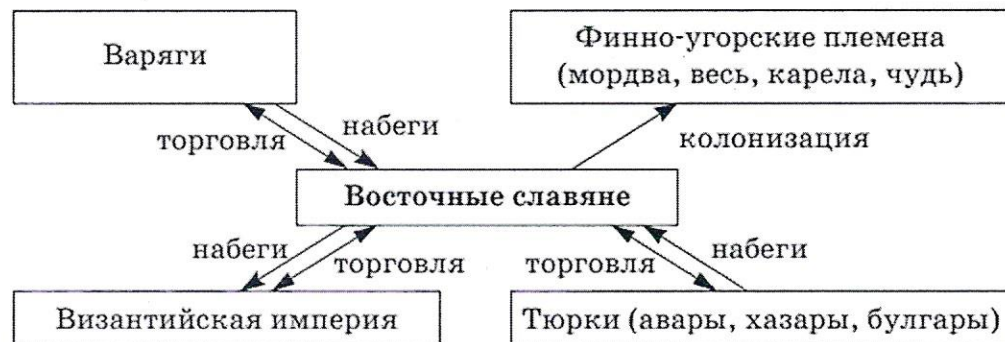 Варяги
Финно-угорские племена
(мордва, весь, карела, чудь)
торговля
набеги
колонизация
Восточные славяне
набеги
торговля
торговля
набеги
Византийская империя
Тюрки (авары, хазары, булгары)